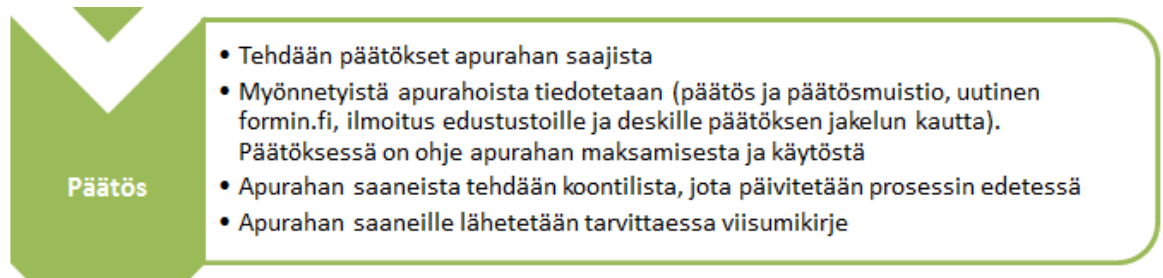 Päätös
• Tehdään päätökset apurahan saajista
• Myönnetyistä apurahoista tiedotetaan (päätös ja päätösmuistio, uutinen
formin.fi, ilmoitus edustustoille ja deskille päätöksen jakelun kautta).
Päätöksessä on ohje apurahan maksamisesta ja käytöstä
• Apurahan saaneista tehdään koontilista, jota päivitetään prosessin edetessä
• Apurahan saaneille lähetetään tarvittaessa viisumikirje